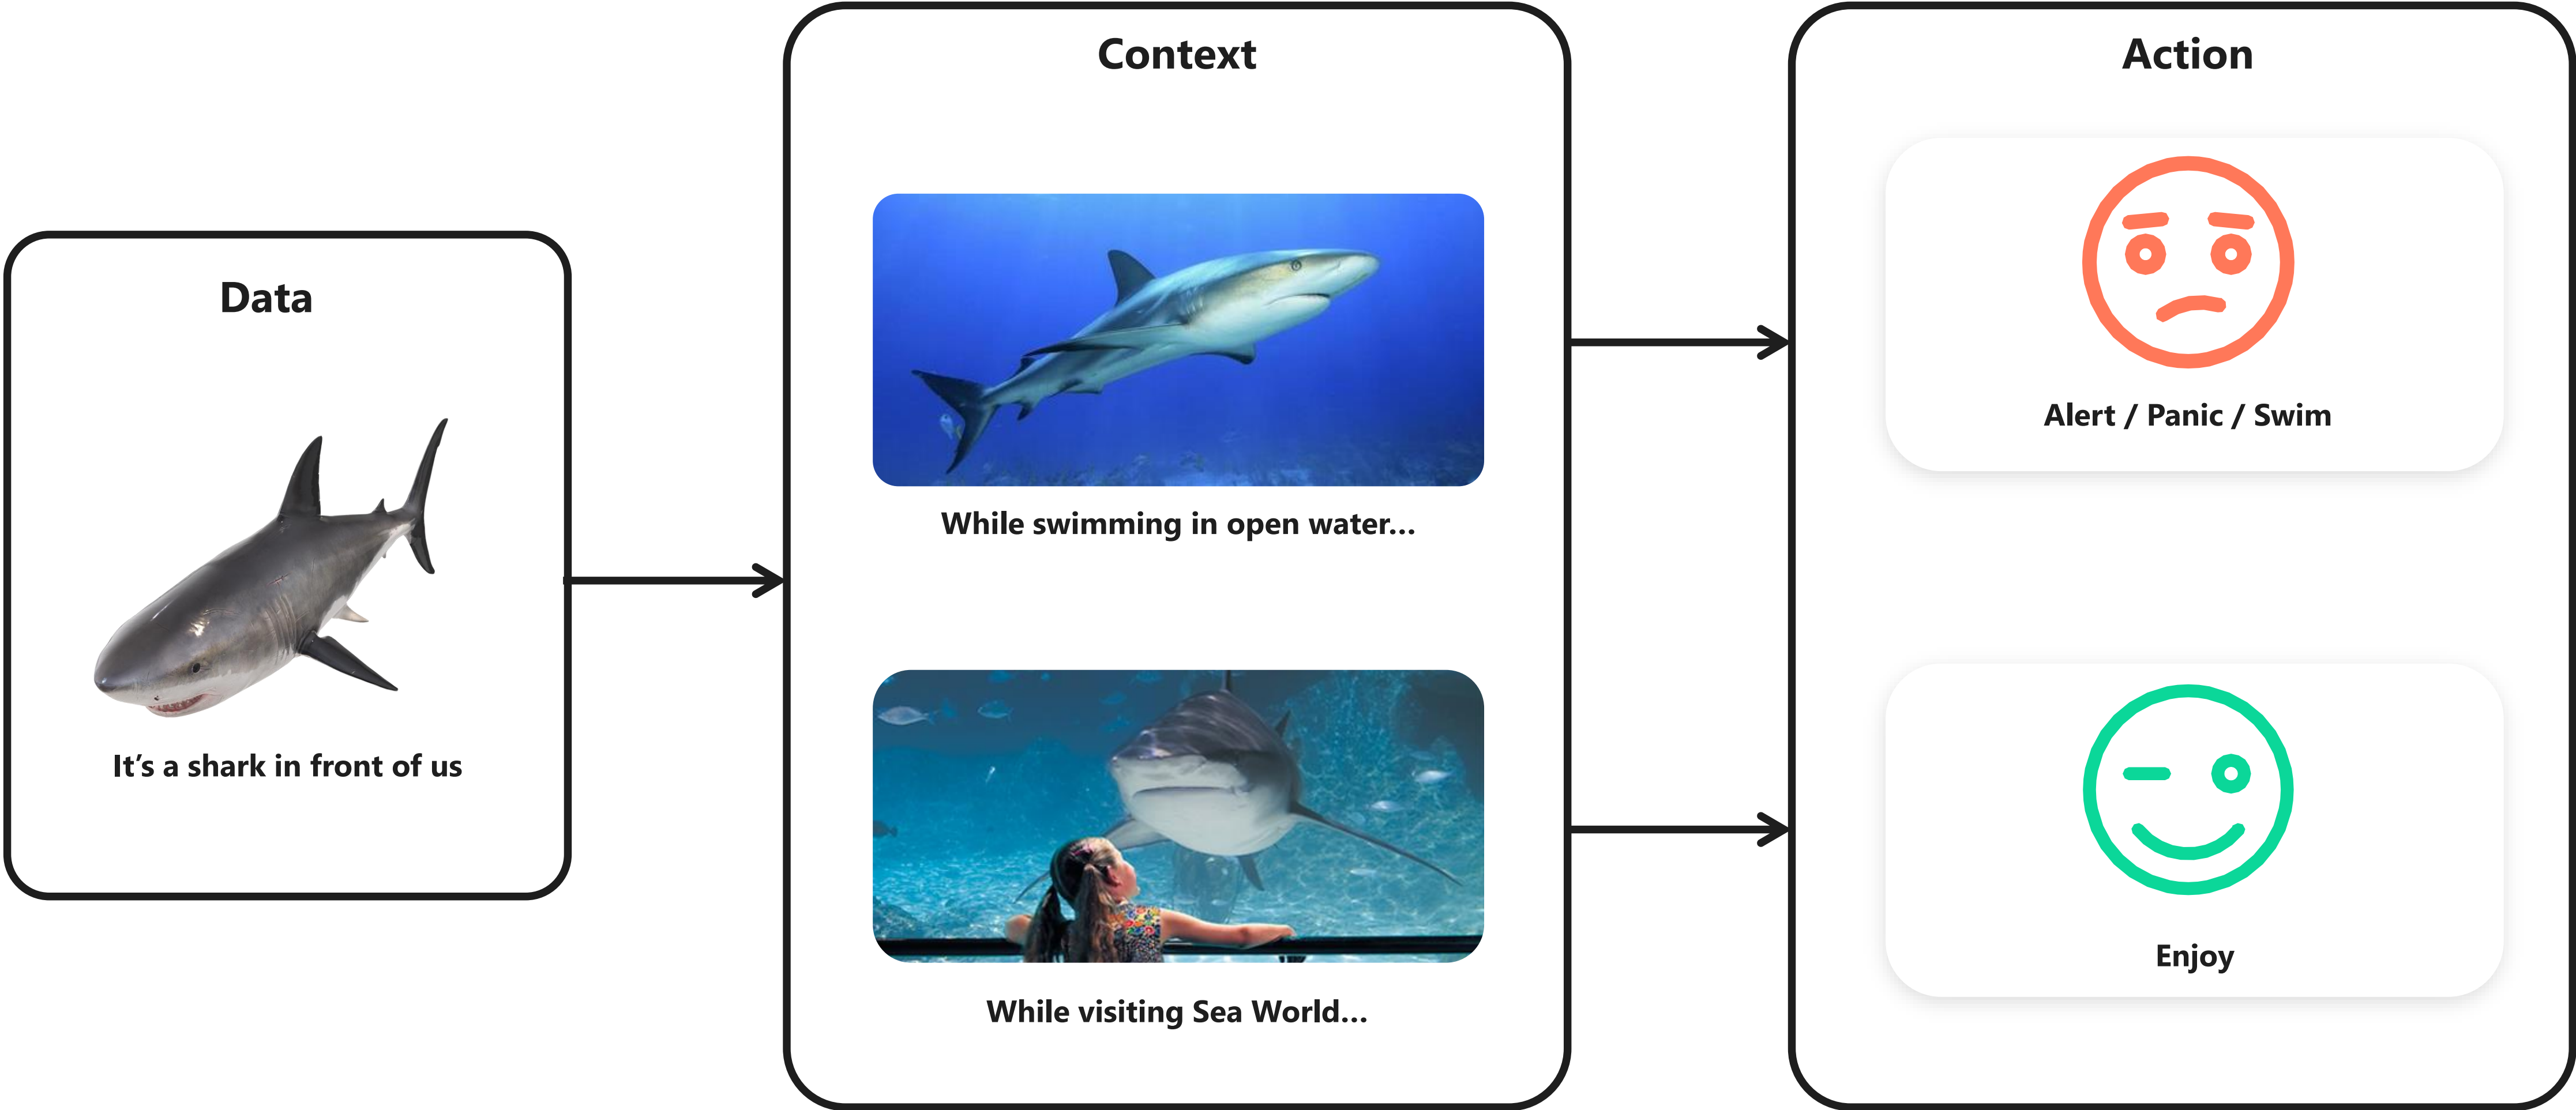 Data
It’s a shark in front of us
Context
While swimming in open water...
While visiting Sea World...
Action
Alert / Panic / Swim
Enjoy